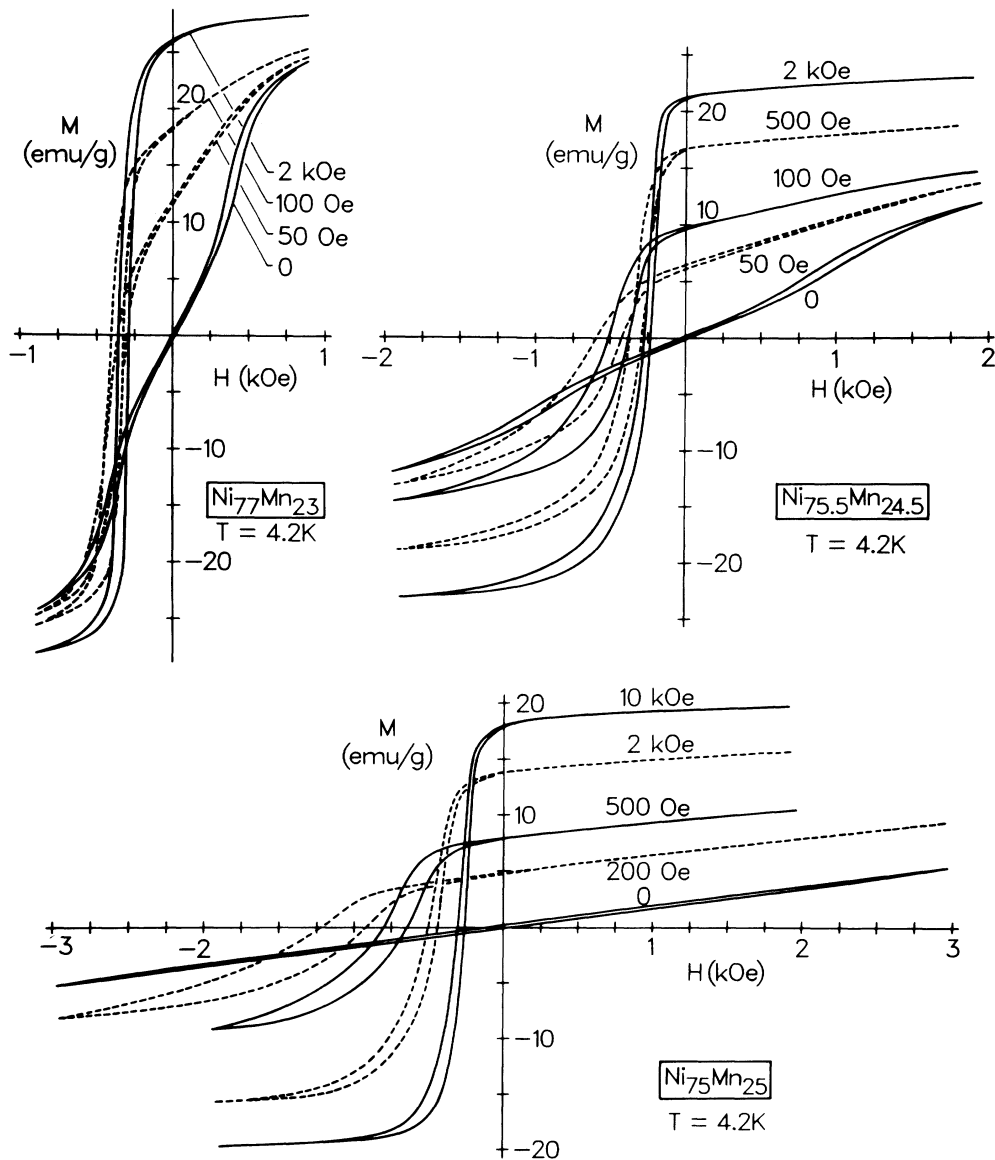 M
(emu/g)
20
10
2 kOe
100 Oe
50 Oe
0
−1
1
H (kOe)
−10
−20
Ni77Mn23
T = 4.2K
M
(emu/g)
2 kOe
20
500 Oe
100 Oe
10
50 Oe
0
−2
−1
1
2
H (kOe)
−10
−20
Ni75.5Mn24.5
T = 4.2K
M
(emu/g)
20
10 kOe
2 kOe
10
500 Oe
200 Oe
0
−3
−2
1
2
3
H (kOe)
−10
−20
Ni75Mn25
T = 4.2K